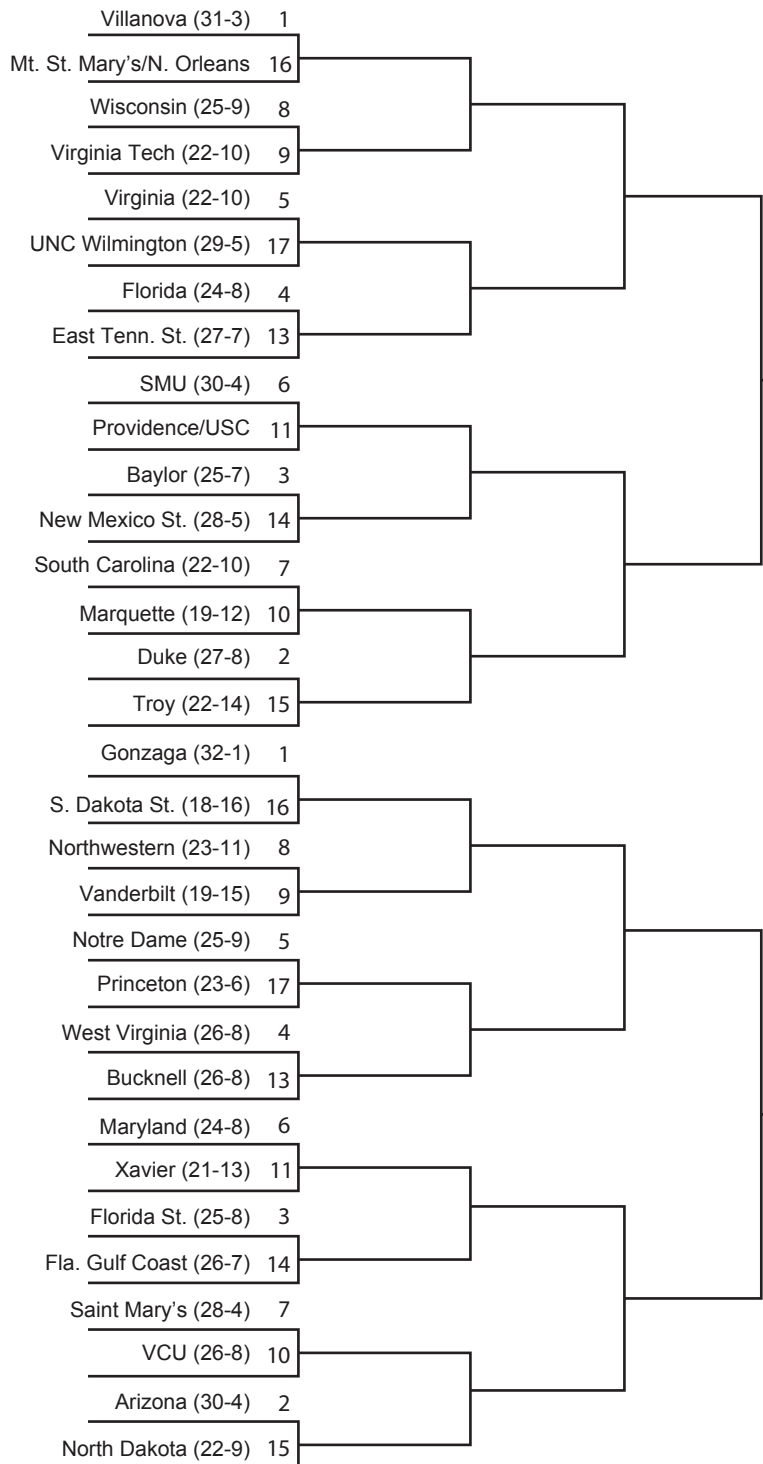 Villanova (31-3) 1
Mt. St. Mary’s/N. Orleans 16
Wisconsin (25-9) 8
Virginia Tech (22-10) 9
Virginia (22-10) 5
UNC Wilmington (29-5) 17
Florida (24-8) 4
East Tenn. St. (27-7) 13
SMU (30-4) 6
Providence/USC 11
Baylor (25-7) 3
New Mexico St. (28-5) 14
South Carolina (22-10) 7
Marquette (19-12) 10
Duke (27-8) 2
Troy (22-14) 15
Gonzaga (32-1) 1
S. Dakota St. (18-16) 16
Northwestern (23-11) 8
Vanderbilt (19-15) 9
Notre Dame (25-9) 5
Princeton (23-6) 17
West Virginia (26-8) 4
Bucknell (26-8) 13
Maryland (24-8) 6
Xavier (21-13) 11
Florida St. (25-8) 3
Fla. Gulf Coast (26-7) 14
Saint Mary’s (28-4) 7
VCU (26-8) 10
Arizona (30-4) 2
North Dakota (22-9) 15